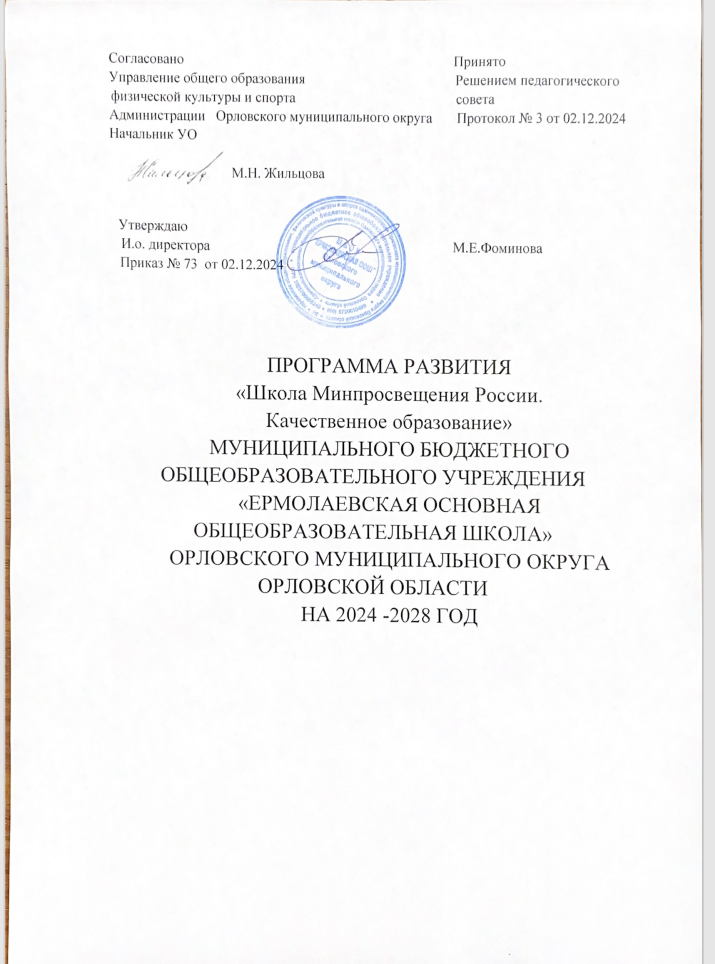 Согласовано
Управление общего образования
физической культуры и спорта
Администрации Орловского муниципального округа
Начальник УО
М.Н. Жильцова
Принято
Решением педагогического
совета
Протокол № 3 от 02.12.2024
Утверждаю
И.о. директора
Приказ № 73 от 02.12.2024
М.Е.Фоминова
ПРОГРАММА РАЗВИТИЯ
«Школа Минпросвещения России.
Качественное образование»
МУНИЦИПАЛЬНОГО БЮДЖЕТНОГО
ОБЩЕОБРАЗОВАТЕЛЬНОГО УЧРЕЖДЕНИЯ
«ЕРМОЛАЕВСКАЯ ОСНОВНАЯ
ОБЩЕОБРАЗОВАТЕЛЬНАЯ ШКОЛА»
ОРЛОВСКОГО МУНИЦИПАЛЬНОГО ОКРУГА
ОРЛОВСКОЙ ОБЛАСТИ
НА 2024 -2028 ГОД